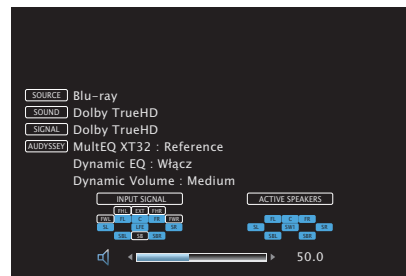 SOURCE Blu-ray
SOUND Dolby TrueHD
SIGNAL Dolby TrueHD
AUDYSSEY MultEQ XT32 : Reference
Dynamic EQ : Włącz
Dynamic Volume : Medium
INPUT SIGNAL ACTIVE SPEAKERS
FHL EXT FHR
FWL FL C FR FWR FL C FR
SL LFE SR SL SW1 SR
SBL SB SBR SBL SBR
50.0